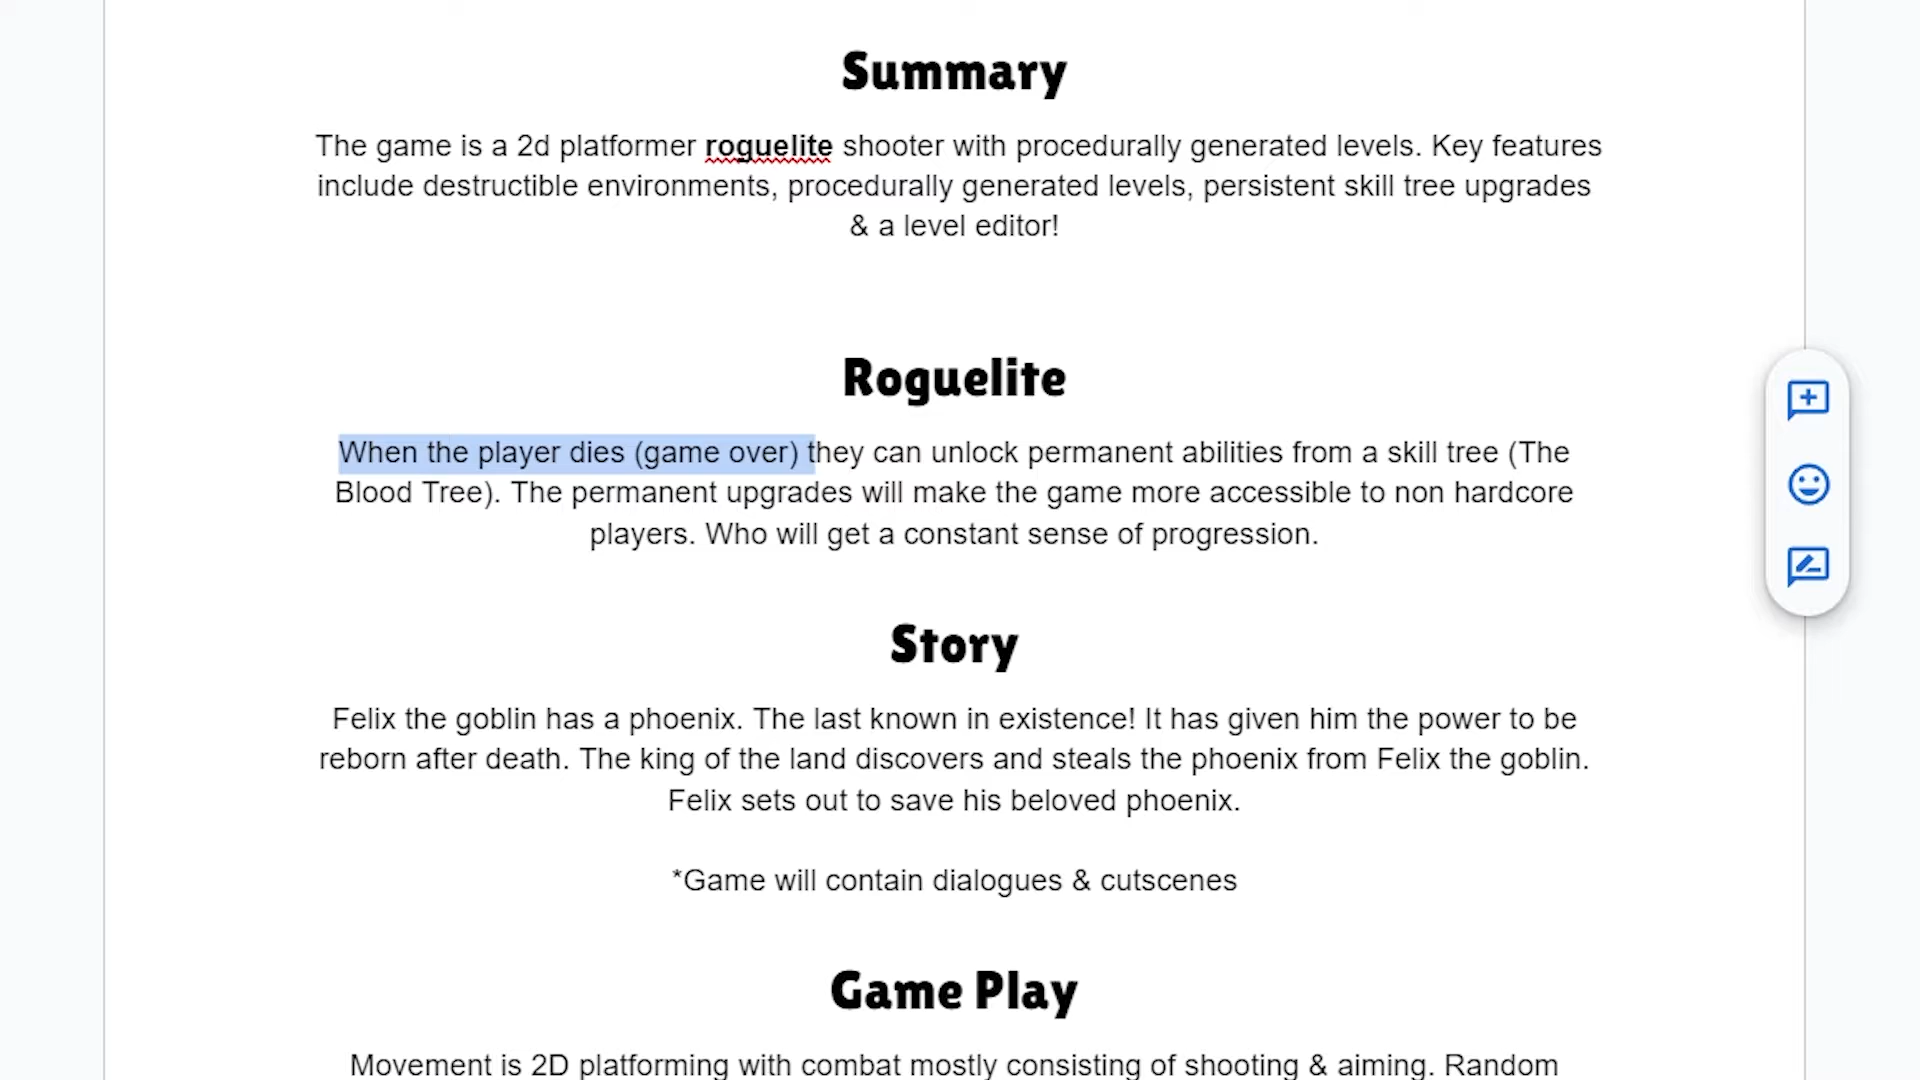 Summary
The game is a 2d platformer roguelite shooter with procedurally generated levels. Key features
include destructible environments, procedurally generated levels, persistent skill tree upgrades
& a level editor!
Roguelite
When the player dies (game over) they can unlock permanent abilities from a skill tree (The
Blood Tree). The permanent upgrades will make the game more accessible to non hardcore
players. Who will get a constant sense of progression.
Story
Felix the goblin has a phoenix. The last known in existence! It has given him the power to be
reborn after death. The king of the land discovers and steals the phoenix from Felix the goblin.
Felix sets out to save his beloved phoenix.
*Game will contain dialogues & cutscenes
Game Play
Movement is 2D platforming with combat mostly consisting of shooting & aiming. Random